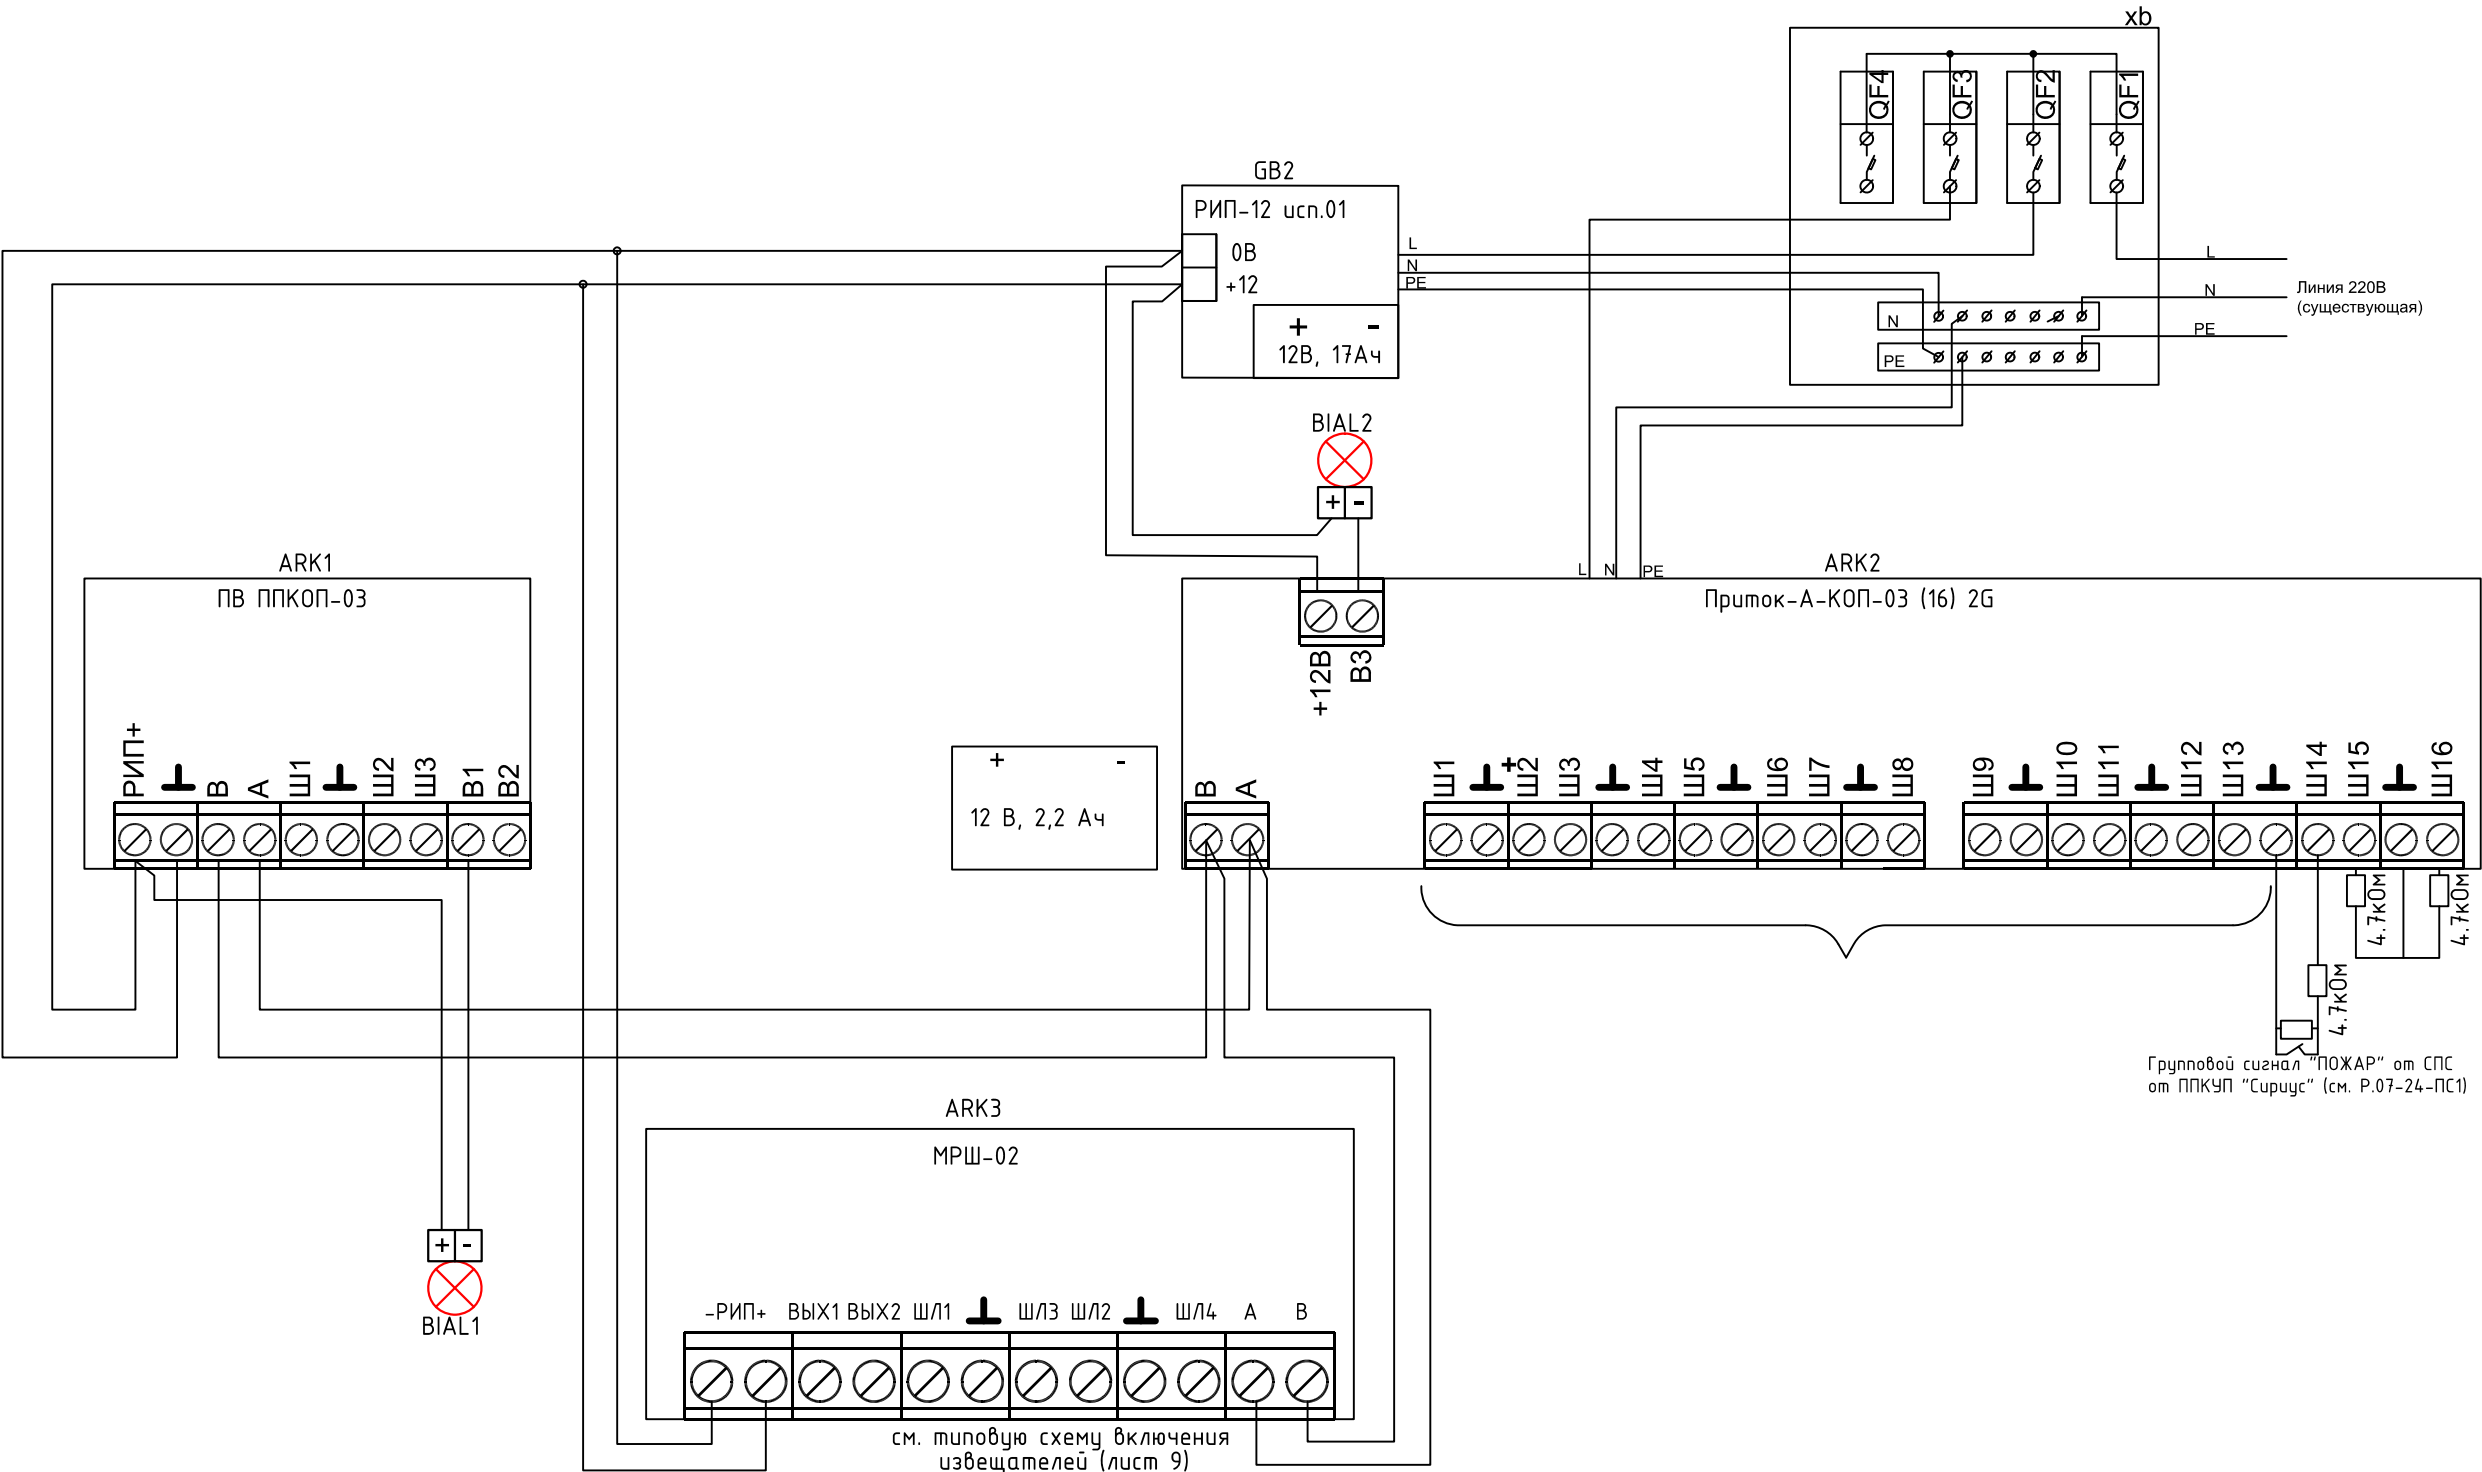 xb
QF4
QF3
QF2
QF1
GB2
РИП-12 исп.01
0В
+12
+ -
12В, 17Ач
L
N
PE
L
N
PE
Линия 220В
(существующая)
N
PE
BIAL2
+ -
ARK1
ПВ ППКОП-03
РИП+
В
А
Ш1
Ш2
Ш3
В1
В2
L N PE
ARK2
Приток-А-КОП-03 (16) 2G
+12В
В3
+ -
12 В, 2,2 Ач
В
А
Ш1
+
Ш2
Ш3
Ш4
Ш5
Ш6
Ш7
Ш8
Ш9
Ш10
Ш11
Ш12
Ш13
Ш14
Ш15
Ш16
4.7кОм
4.7кОм
4.7кОм
Групповой сигнал "ПОЖАР" от СПС
от ППКУП "Сириус" (см. Р.07-24-ПС1)
ARK3
МРШ-02
+ -
BIAL1
-РИП+ ВЫХ1 ВЫХ2 ШЛ1 ШЛ3 ШЛ2 ШЛ4 А В
см. типовую схему включения
извещателей (лист 9)